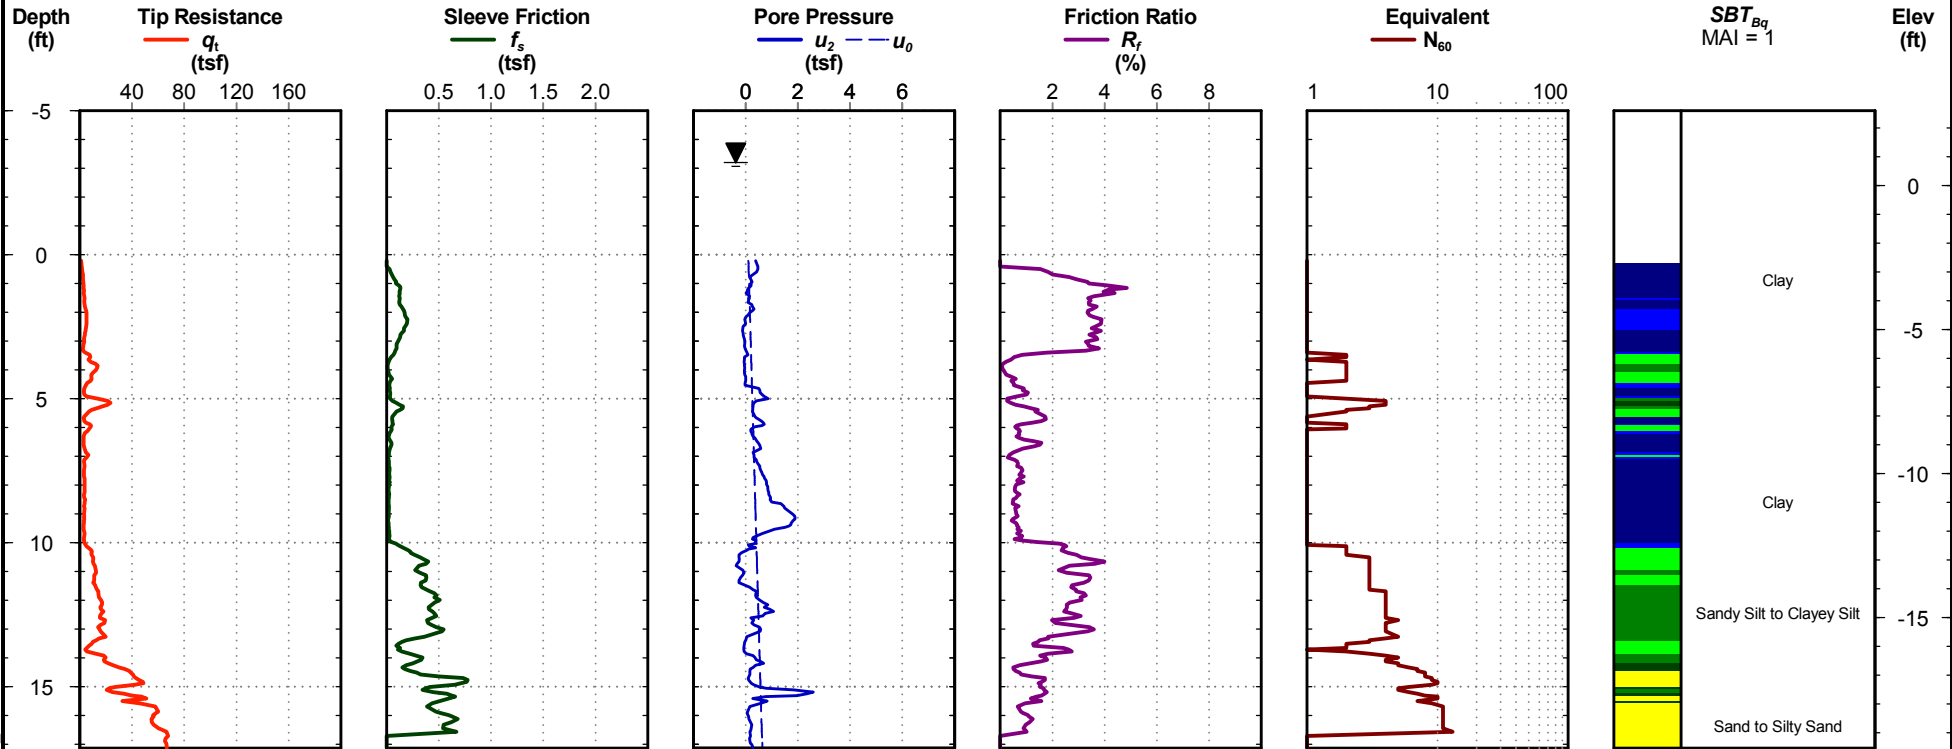 Depth (ft)
Tip Resistance
qt
(tsf)
40 80 120 160
Sleeve Friction
fs
(tsf)
0.5 1.0 1.5 2.0
Pore Pressure
u2 u0
(tsf)
0 2 4 6
Friction Ratio
Rf
(%)
2 4 6 8
Equivalent
N60
1 10 100
SBTBq
MAI = 1
Elev
(ft)
-5
0
5
10
15
0
-5
-10
-15
Clay
Clay
Sandy Silt to Clayey Silt
Sand to Silty Sand